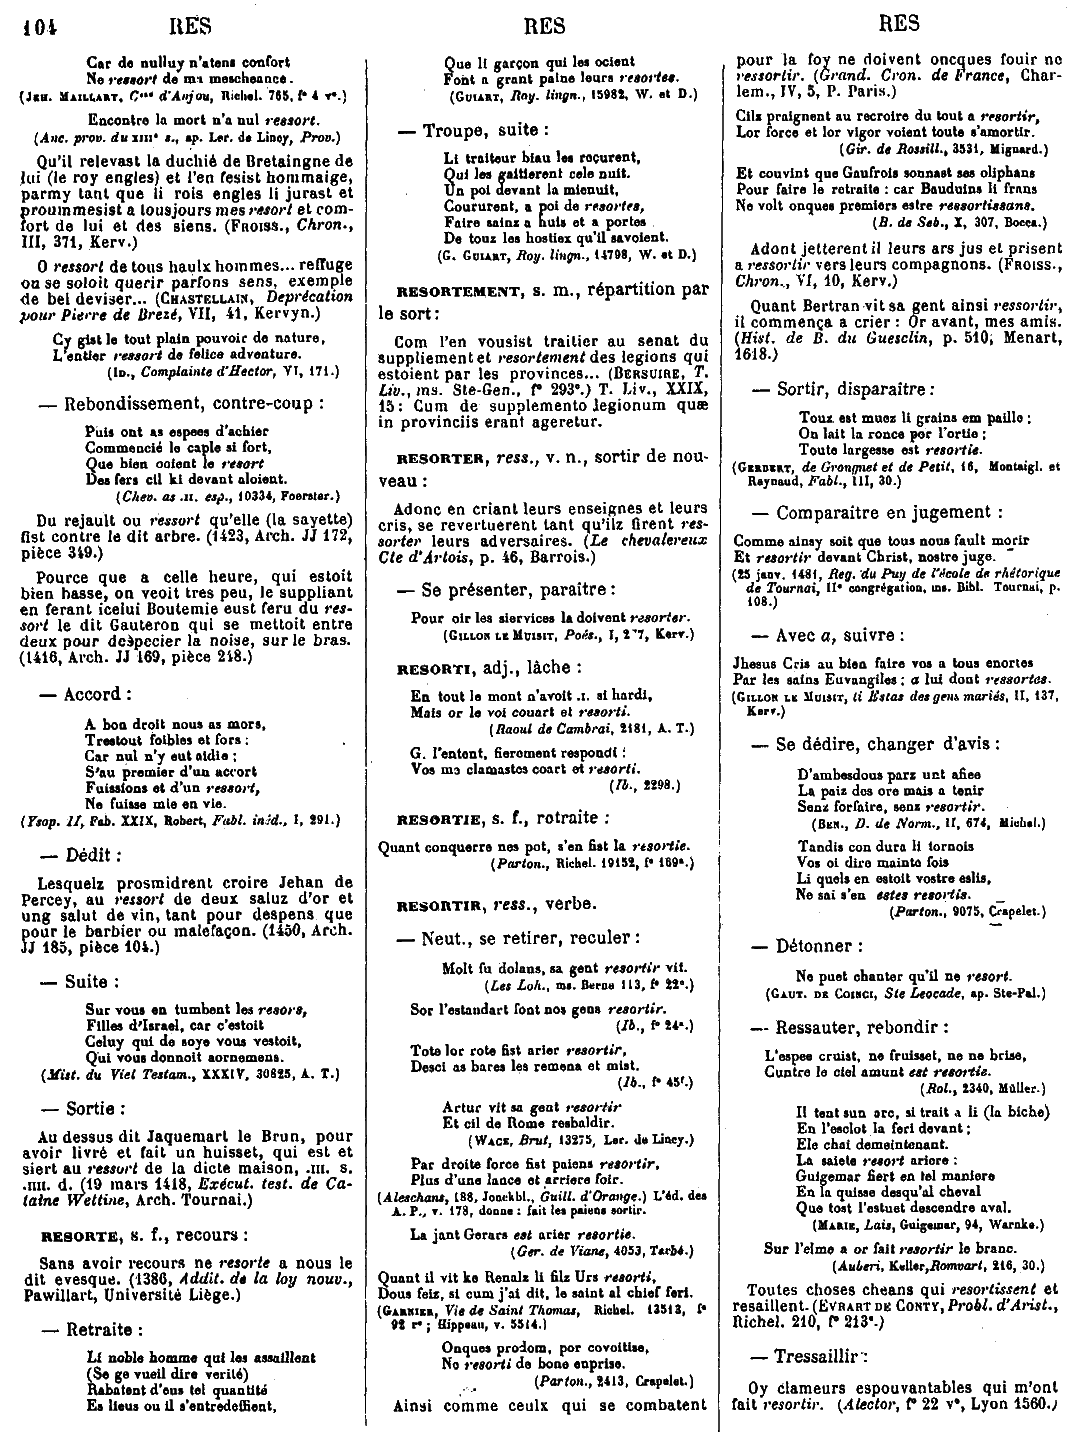 104 RES RES RES
Car de nulluy n'atens confort
Ne ressort de ma mescheance.
(JEH. MAILLART, C^tesse d'Anjou, Richel. 765, f° 4 v°.)
Encontre la mort n'a nul ressort.
(Anc. prov. du XIII° s., ap. Ler. de Lincy, Prov.)
Qu'il relevast la duchié de Bretaingne de
lui (le roy engles) et l'en fesist hommaige,
parmy tant que li rois engles li jurast et
prommesist a tousjours mes resort et com-
fort de lui et des siens. (FROISS., Chron.,
III, 371, Kerv.)
O ressort de tous haulx hommes... reffuge
ou se soloit querir parfons sens, exemple
de bel deviser... (CHASTELLAIN, Deprécation
pour Pierre de Brezé, VII, 41, Kervyn.)
Cy gist le tout plain pouvoir de nature,
L'entier ressort de felice adventure.
(ID., Complainte d'Hector, VI, 171.)
— Rebondissement, contre-coup :
Puis ont as espees d'achier
Commencié le caple si fort,
Que bien ooient le resort
Des fers cil ki devant aloient.
(Chev. as .II. esp., 10334, Foerster.)
Du rejault ou ressort qu'elle (la sayette)
fist contre le dit arbre. (1423, Arch. JJ 172,
pièce 349.)
Pource que a celle heure, qui estoit
bien basse, on veoit tres peu, le suppliant
en ferant icelui Boutemie eust feru du res-
sort le dit Gauteron qui se mettoit entre
deux pour despecier la noise, sur le bras.
(1416, Arch. JJ 169, pièce 248.)
— Accord :
A bon droit nous as mors,
Trestout foibles et fors :
Car nul n'y eut aidie ;
S'au premier d'un accort
Fuissions et d'un ressort,
Ne fuisse mie en vie.
(Ysop. II, Fab. XXIX, Robert, Fabl. inéd., I, 291.)
— Dédit :
Lesquelz prosmidrent croire Jehan de
Percey, au ressort de deux saluz d'or et
ung salut de vin, tant pour despens que
pour le barbier ou malefaçon. (1450, Arch.
JJ 185, pièce 104.)
— Suite :
Sur vous en tumbent les resors,
Filles d'Israel, car c'estoit
Celuy qui de soye vous vestoit,
Qui vous donnoit aornemens.
(Mist. du Viel Testam., XXXIV, 30825, A. T.)
— Sortie :
Au dessus dit Jaquemart le Brun, pour
avoir livré et fait un huisset, qui est et
siert au ressort de la dicte maison, .III. s.
.IIII. d. (19 mars 1418, Exécut. test. de Ca-
taine Wettine, Arch. Tournai.)
RESORTE, s. f., recours :
Sans avoir recours ne resorte a nous le
dit evesque. (1386, Addit. de la loy nouv.,
Pawillart, Université Liège.)
— Retraite :
Li noble homme qui les assaillent
(Se ge vueil dire verité)
Rabatent d'eus tel quantité
Es lieus ou il s'entredeffient,
Que li garçon qui les ocient
Font a grant paine leurs resortes.
(GUIART, Roy. lingn., 15982, W. et D.)
— Troupe, suite :
Li traiteur biau les reçurent,
Qui les gaitierent cele nuit.
Un poi devant la mienuit,
Coururent, a poi de resortes,
Faire sainz a huis et a portes
De touz les hostiex qu'il savoient.
(G. GUIART, Roy. lingn., 14798, W. et D.)
RESORTEMENT, s. m., répartition par
le sort :
Com l'en vousist traitier au senat du
suppliement et resortement des legions qui
estoient par les provinces... (BERSUIRE, T.
Liv., ms. Ste-Gen., f° 293°.) T. Liv., XXIX,
15 : Cum de supplemento legionum quæ
in provinciis erant ageretur.
RESORTER, ress., v. n., sortir de nou-
veau :
Adonc en criant leurs enseignes et leurs
cris, se revertuerent tant qu'ilz firent res-
sorter leurs adversaires. (Le chevalereux
Cte d'Artois, p. 46, Barrois.)
— Se présenter, paraitre :
Pour oir les siervices la doivent resorter.
(GILLON LE MUISIT, Poés., I, 277, Kerv.)
RESORTI, adj., lâche :
En tout le mont n'avoit .I. si hardi,
Mais or le voi couart et resorti.
(Raoul de Cambrai, 2181, A. T.)
G. l'entent, fierement respondi :
Vos me clamastes coart et resorti.
(Ib., 2298.)
RESORTIE, s. f., retraite :
Quant conquerre nes pot, s'en fist la resortie.
(Parton., Richel. 19152, f° 169°.)
RESORTIR, ress., verbe.
— Neut., se retirer, reculer :
Molt fu dolans, sa gent resortir vit.
(Les Loh., ms. Berne 113, f° 22°.)
Sor l'estandart font nos gens resortir.
(Ib., f° 24ª.)
Tote lor rote fist arier resortir,
Desci as bares les remena et mist.
(Ib., f° 45f.)
Artur vit sa gent resortir
Et cil de Rome resbaldir.
(WACE, Brut, 13275, Ler. de Lincy.)
Par droite force fist paiens resortir,
Plus d'une lance et arriere foir.
(Aleschans, 188, Jonckbl., Guill. d'Orange.) L'éd. des
A. P., v. 178, donne : fait les paiens sortir.
La jant Gerars est arier resortie.
(Ger. de Viane, 4053, Tarbé.)
Quant il vit ke Renalz li filz Urs resorti,
Dous feiz, si cum j'ai dit, le saint al chief feri.
(GARNIER, Vie de Saint Thomas, Richel. 13513, f°
92 r° ; Hippeau, v. 5514.)
Onques prodom, por covoitise,
No resorti de bone enprise.
(Parton., 2413, Crapelet.)
Ainsi comme ceulx qui se combatent
pour la foy ne doivent oncques fouir ne
ressortir. (Grand. Cron. de France, Char-
lem., IV, 5, P. Paris.)
Cils praignent au recroire du tout a resortir,
Lor force et lor vigor voient toute s'amortir.
(Gir. de Rossill., 3531, Mignard.)
Et couvint que Gaufrois sonnast ses oliphans
Pour faire le retraite : car Bauduins li frans
Ne volt onques premiers estre ressortissans.
(B. de Seb., X, 307, Bocca.)
Adont jetterent il leurs ars jus et prisent
a ressortir vers leurs compagnons. (FROISS.,
Chron., VI, 10, Kerv.)
Quant Bertran vit sa gent ainsi ressortir,
il commença a crier : Or avant, mes amis.
(Hist. de B. du Guesclin, p. 510, Menart,
1618.)
— Sortir, disparaitre :
Touz est muez li grains em paille ;
On lait la ronce por l'ortie ;
Toute largesse est resortie.
(GERBERT, de Grongnet et de Petit, 16, Montaigl. et
Raynaud, Fabl., III, 30.)
— Comparaitre en jugement :
Comme ainsy soit que tous nous fault morir
Et resortir devant Christ, nostre juge.
(25 janv. 1481, Reg. du Puy de l'école de rhétorique
de Tournai, II° congrégation, ms. Bibl. Tournai, p.
108.)
— Avec a, suivre :
Jhesus Cris au bien faire vos a tous enortes
Par les sains Euvangiles ; a lui dont ressortes.
(GILLON LE MUISIT, li Estas des gens mariés, II, 137,
Kerv.)
— Se dédire, changer d'avis :
D'ambesdous parz unt afiee
La paiz des ore mais a tenir
Senz forfaire, senz resortir.
(BEN., D. de Norm., II, 674, Michel.)
Tandis con dura li tornois
Vos oi dire mainte fois
Li quels en estoit vostre eslis,
Ne sai s'en estes resortis.
(Parton., 9075, Crapelet.)
— Détonner :
Ne puet chanter qu'il ne resort.
(GAUT. DE COINCI, Ste Leocade, ap. Ste-Pal.)
— Ressauter, rebondir :
L'espee cruist, ne fruisset, ne ne brise,
Cuntre le ciel amunt est resortie.
(Rol., 2340, Müller.)
Il tent sun arc, si trait a li (la biche)
En l'esclot la feri devant ;
Ele chai demeintenant.
La saiete resort ariere :
Guigemar fiert en tel maniere
En la quisse desqu'al cheval
Que tost l'estuet descendre aval.
(MARIE, Lais, Guigemar, 94, Warnke.)
Sur l'elme a or fait resortir le branc.
(Auberi, Keller, Romvart, 216, 30.)
Toutes choses cheans qui resortissent et
resaillent. (EVRART DE CONTY, Probl. d'Arist.,
Richel. 210, f° 213°.)
— Tressaillir :
Oy clameurs espouvantables qui m'ont
fait resortir. (Alector, f° 22 v°, Lyon 1560.)